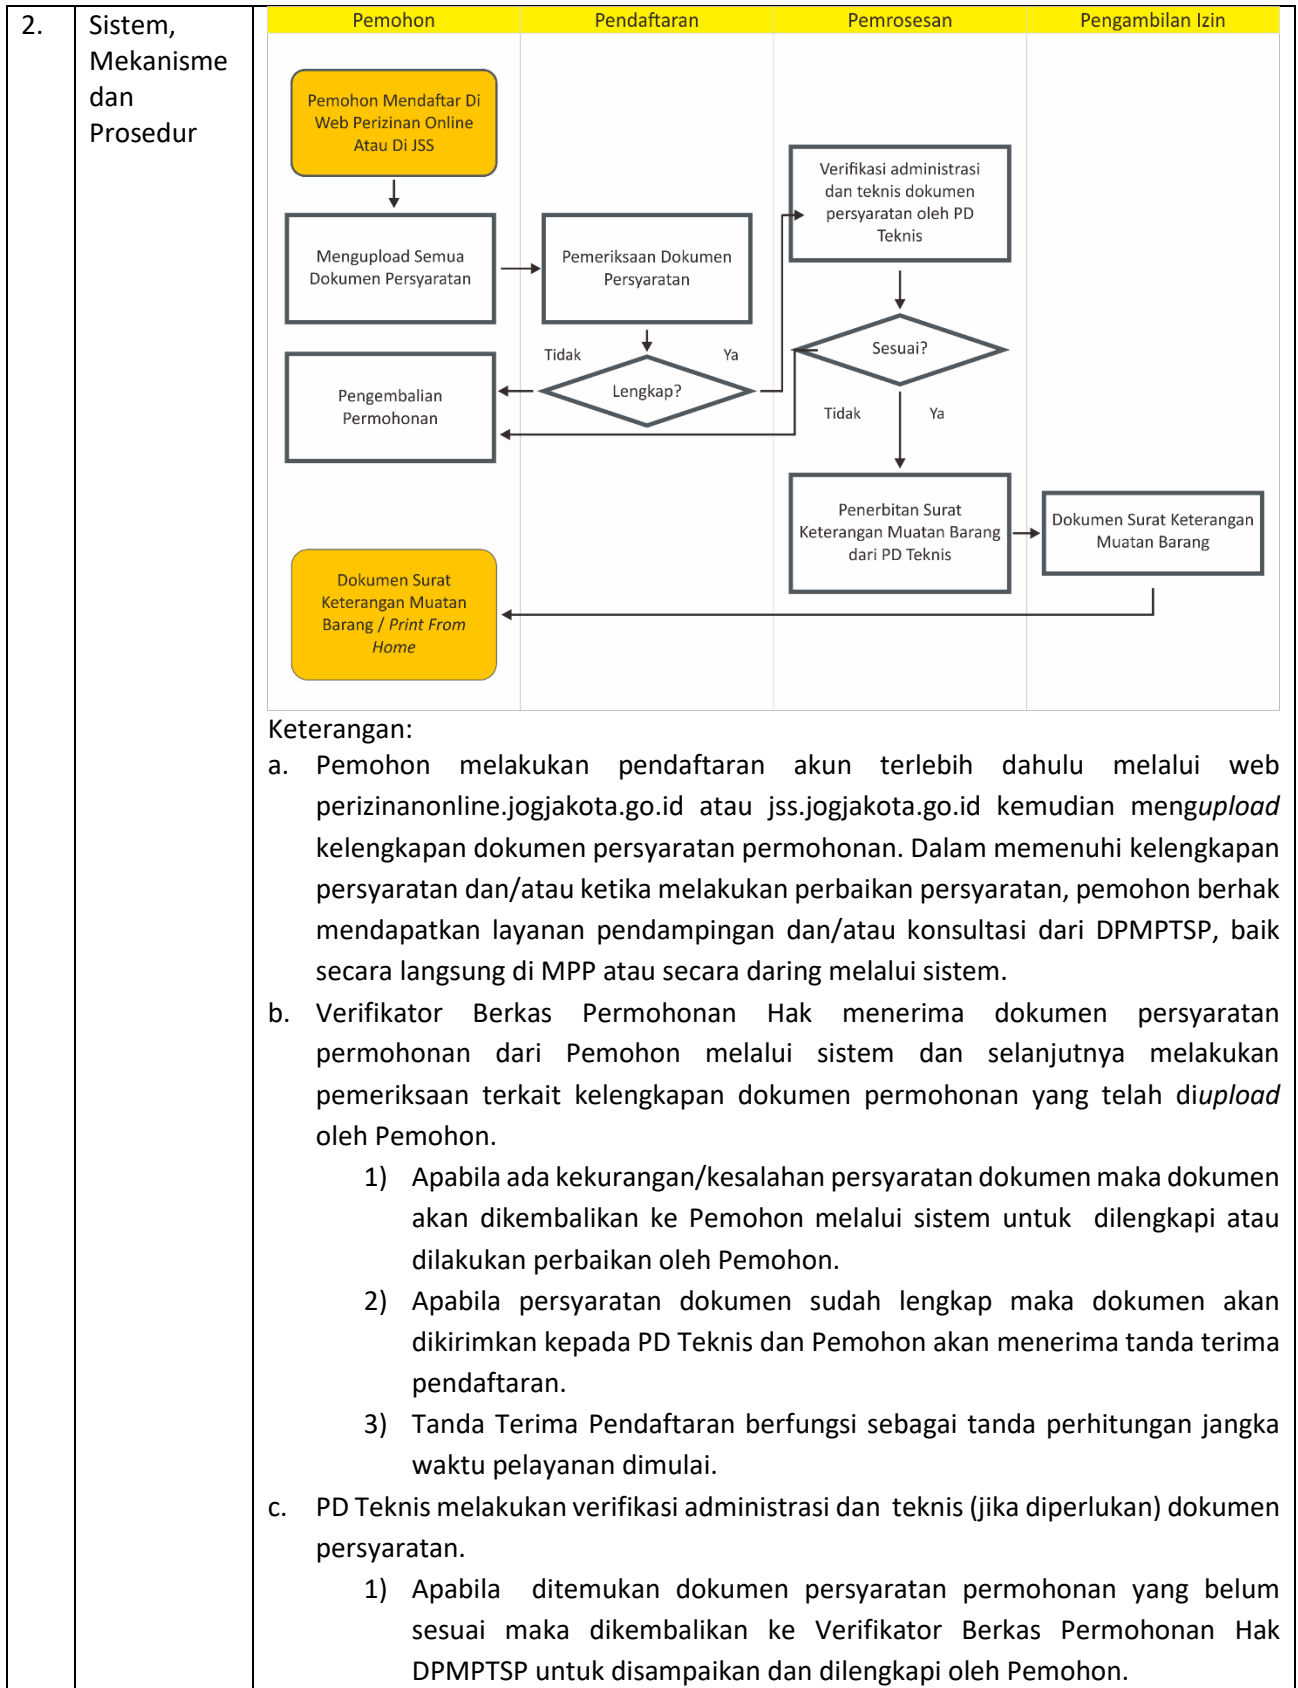 2.
Sistem,
Mekanisme
dan
Prosedur
Pemohon
Pendaftaran
Pemrosesan
Pengambilan Izin
Pemohon Mendaftar Di
Web Perizinan Online
Atau Di JSS
Mengupload Semua
Dokumen Persyaratan
Pemeriksaan Dokumen
Persyaratan
Verifikasi administrasi
dan teknis dokumen
persyaratan oleh PD
Teknis
Tidak
Ya
Lengkap?
Sesuai?
Pengembalian
Permohonan
Tidak
Ya
Penerbitan Surat
Keterangan Muatan Barang
dari PD Teknis
Dokumen Surat Keterangan
Muatan Barang
Dokumen Surat
Keterangan Muatan
Barang / Print From
Home
Keterangan:
a. Pemohon melakukan pendaftaran akun terlebih dahulu melalui web
perizinanonline.jogjakota.go.id atau jss.jogjakota.go.id kemudian mengupload
kelengkapan dokumen persyaratan permohonan. Dalam memenuhi kelengkapan
persyaratan dan/atau ketika melakukan perbaikan persyaratan, pemohon berhak
mendapatkan layanan pendampingan dan/atau konsultasi dari DPMPTSP, baik
secara langsung di MPP atau secara daring melalui sistem.
b. Verifikator Berkas Permohonan Hak menerima dokumen persyaratan
permohonan dari Pemohon melalui sistem dan selanjutnya melakukan
pemeriksaan terkait kelengkapan dokumen permohonan yang telah diupload
oleh Pemohon.
1) Apabila ada kekurangan/kesalahan persyaratan dokumen maka dokumen
akan dikembalikan ke Pemohon melalui sistem untuk dilengkapi atau
dilakukan perbaikan oleh Pemohon.
2) Apabila persyaratan dokumen sudah lengkap maka dokumen akan
dikirimkan kepada PD Teknis dan Pemohon akan menerima tanda terima
pendaftaran.
3) Tanda Terima Pendaftaran berfungsi sebagai tanda perhitungan jangka
waktu pelayanan dimulai.
c. PD Teknis melakukan verifikasi administrasi dan teknis (jika diperlukan) dokumen
persyaratan.
1) Apabila ditemukan dokumen persyaratan permohonan yang belum
sesuai maka dikembalikan ke Verifikator Berkas Permohonan Hak
DPMPTSP untuk disampaikan dan dilengkapi oleh Pemohon.